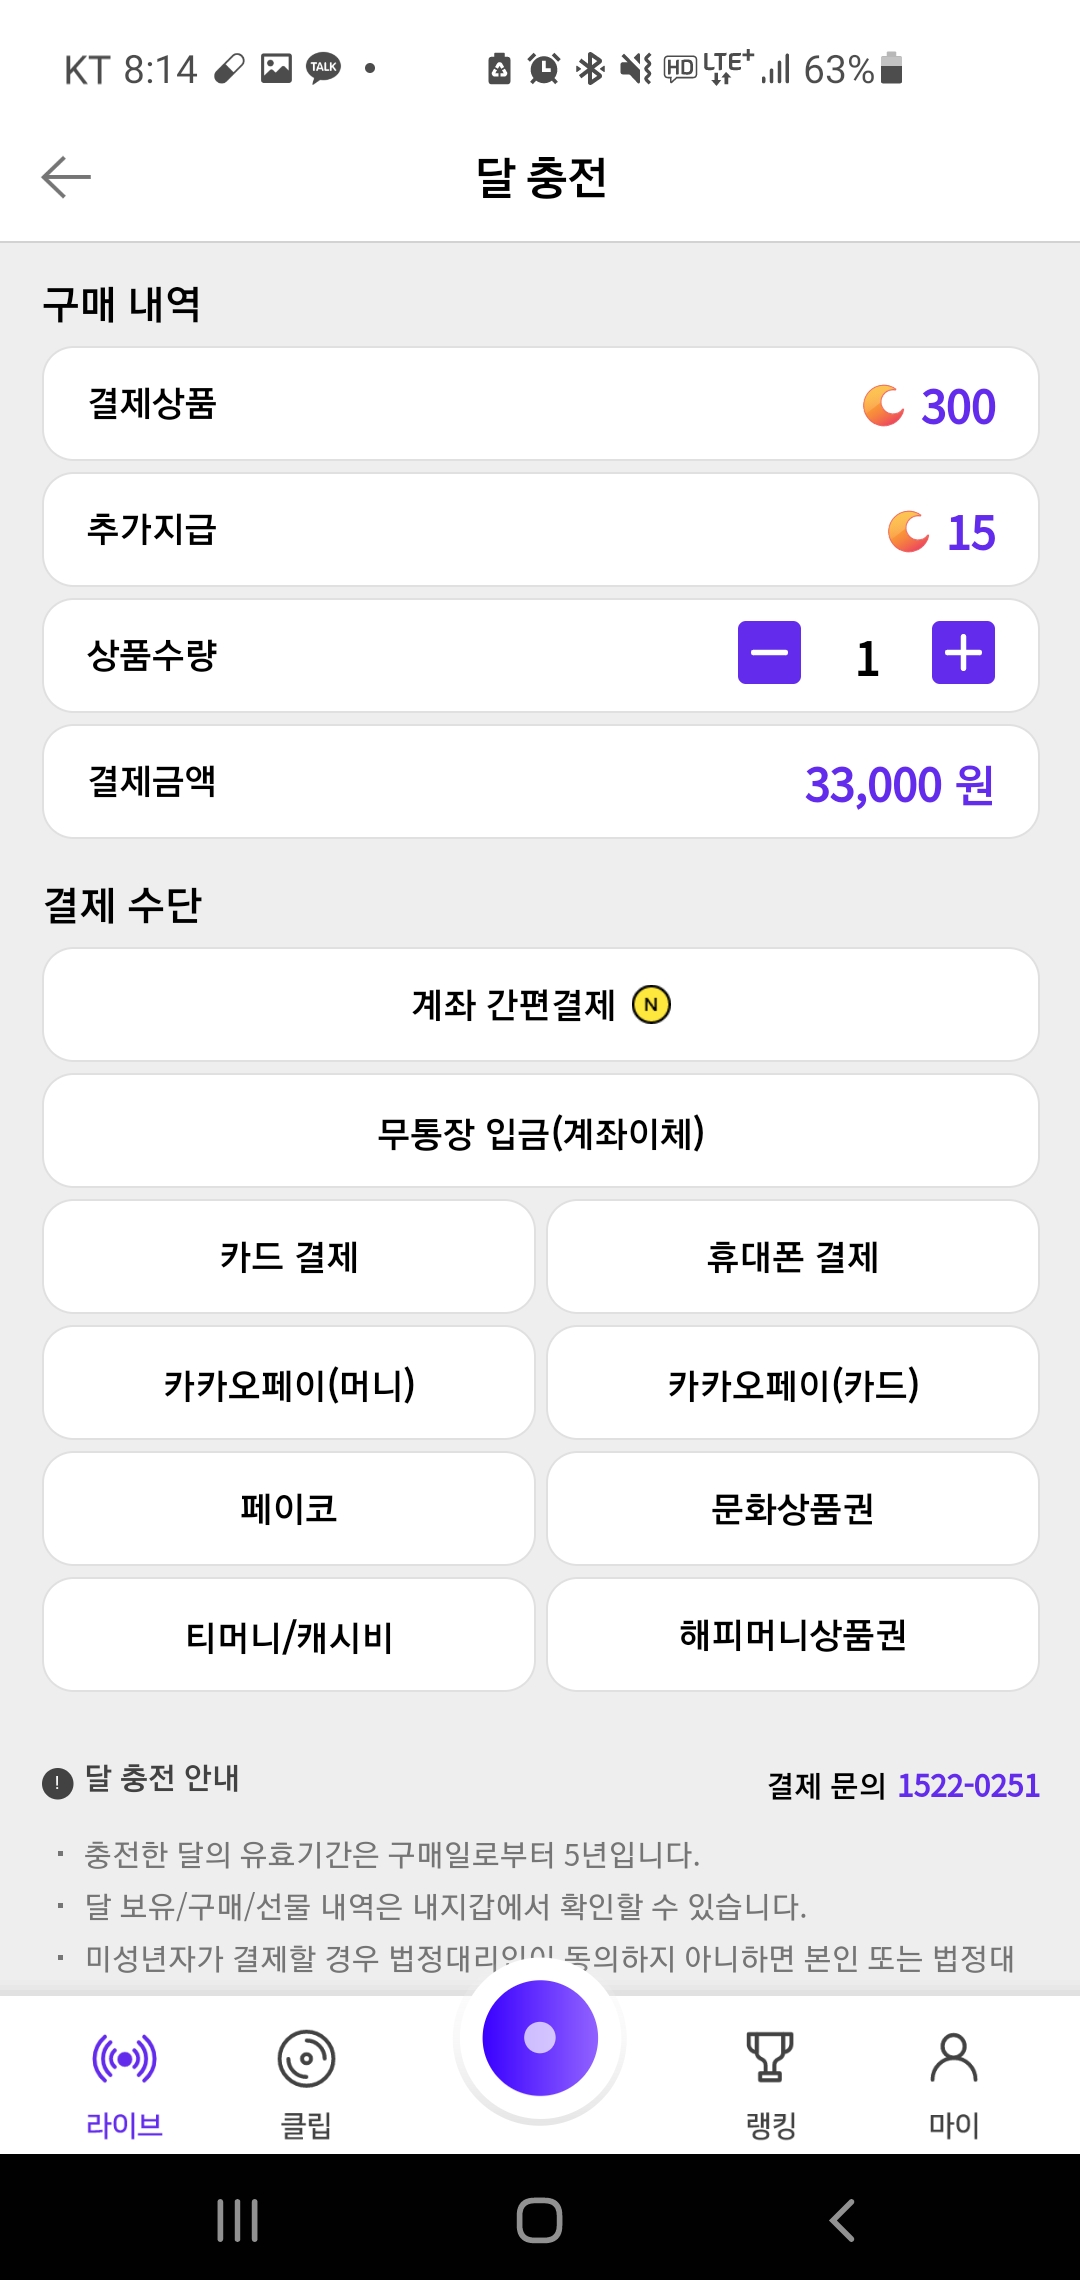 KT 8:14 TALK HD LTE+ 63%
달 충전
구매 내역
결제상품 300
추가지급 15
상품수량 1
결제금액 33,000 원
결제 수단
계좌 간편결제 N
무통장 입금(계좌이체)
카드 결제 휴대폰 결제
카카오페이(머니) 카카오페이(카드)
페이코 문화상품권
티머니/캐시비 해피머니상품권
! 달 충전 안내 결제 문의 1522-0251
· 충전한 달의 유효기간은 구매일로부터 5년입니다.
· 달 보유/구매/선물 내역은 내지갑에서 확인할 수 있습니다.
· 미성년자가 결제할 경우 법정대리인이 동의하지 아니하면 본인 또는 법정대
라이브 클립 랭킹 마이